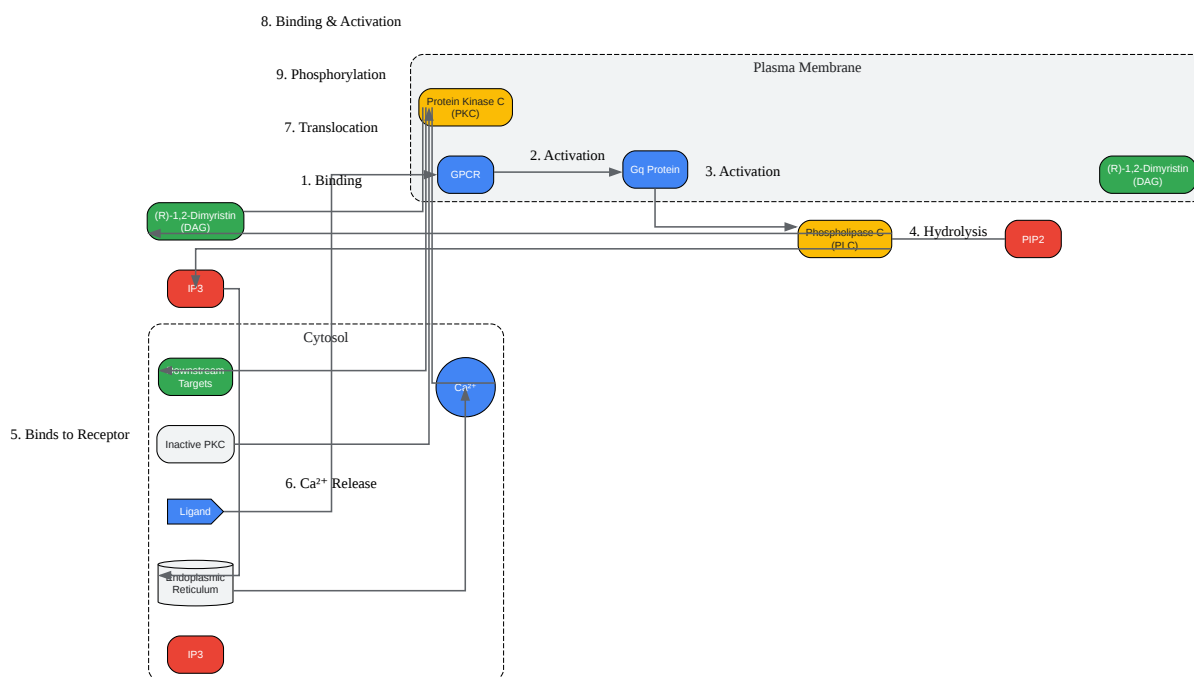 8. Binding & Activation
Plasma Membrane
9. Phosphorylation
Protein Kinase C
(PKC)
7. Translocation
2. Activation
3. Activation
1. Binding
GPCR
Gq Protein
(R)-1,2-Dimyristin
(DAG)
(R)-1,2-Dimyristin
(DAG)
Phospholipase C
(PLC)
4. Hydrolysis
PIP2
IP3
Cytosol
Downstream
Targets
Ca²⁺
5. Binds to Receptor
Inactive PKC
6. Ca²⁺ Release
Ligand
Endoplasmic
Reticulum
IP3